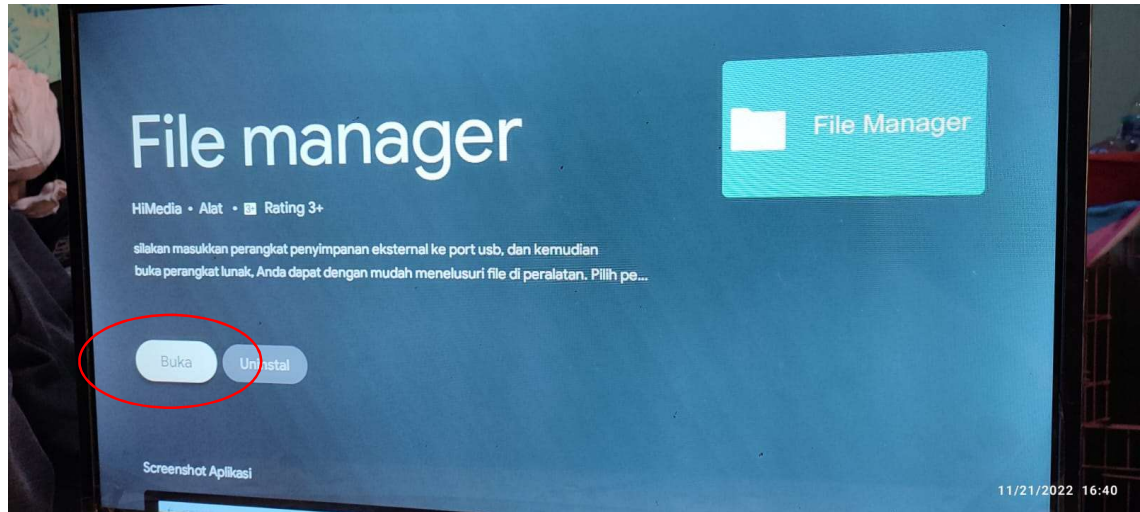 File manager
File Manager
HiMedia • Alat • 3+ Rating 3+
silakan masukkan perangkat penyimpanan eksternal ke port usb, dan kemudian
buka perangkat lunak, Anda dapat dengan mudah menelusuri file di peralatan. Pilih pe...
Buka
Uninstal
Screenshot Aplikasi
11/21/2022 16:40